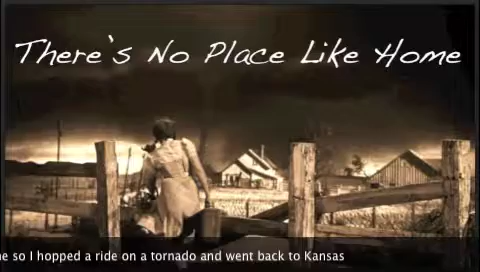 There's No Place Like Home
so I hopped a ride on a tornado and went back to Kansas